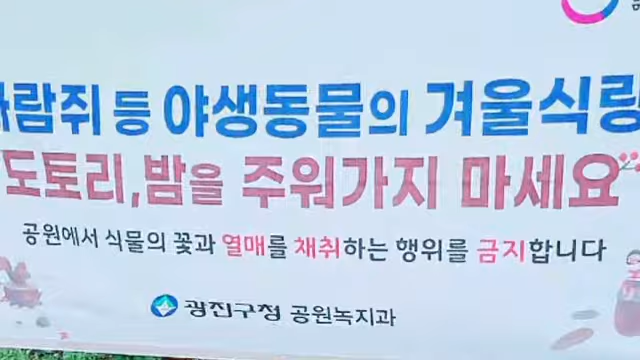 람쥐 등 야생동물의 겨울식량
"도토리,밤을 주워가지 마세요"
공원에서 식물의 꽃과 열매를 채취하는 행위를 금지합니다
광진구청 공원녹지과